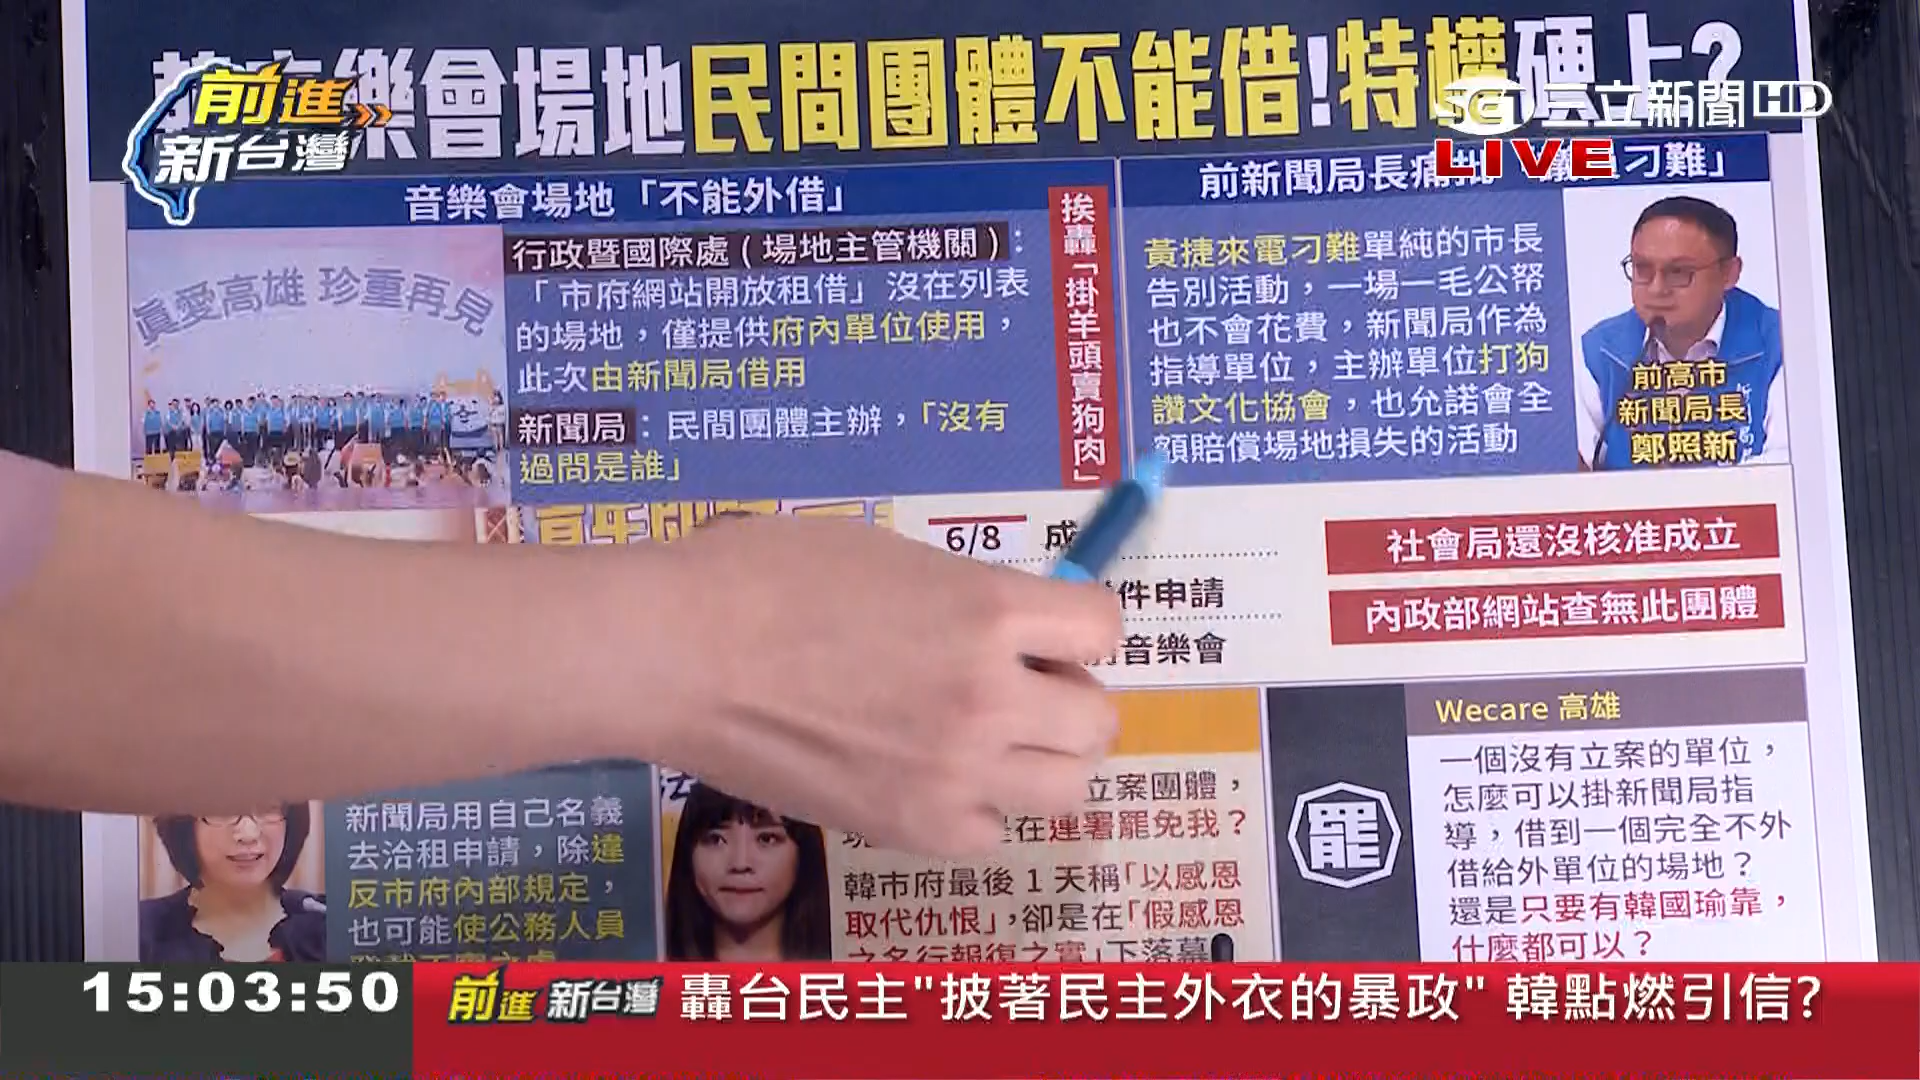 樂會場地民間團體不能借!特權硬上?
前進
新台灣
三立新聞HD
LIVE
音樂會場地「不能外借」
真愛高雄 珍重再見
行政暨國際處(場地主管機關):
「市府網站開放租借」沒在列表
的場地,僅提供府內單位使用,
此次由新聞局借用
新聞局:民間團體主辦,「沒有
過問是誰」
挨轟「掛羊頭賣狗肉」
前新聞局長痛批 刁難」
黃捷來電刁難單純的市長
告別活動,一場一毛公帑
也不會花費,新聞局作為
指導單位,主辦單位打狗
讚文化協會,也允諾會全
額賠償場地損失的活動
前高市
新聞局長
鄭照新
6/8 成
件申請
音樂會
社會局還沒核准成立
內政部網站查無此團體
新聞局用自己名義
去洽租申請,除違
反市府內部規定,
也可能使公務人員
立案團體,
在連署罷免我?
韓市府最後1天稱「以感恩
取代仇恨」,卻是在「假感恩
之名行報復之實」下落幕
罷
Wecare 高雄
一個沒有立案的單位,
怎麼可以掛新聞局指
導,借到一個完全不外
借給外單位的場地?
還是只要有韓國瑜靠,
什麼都可以?
15:03:50
前進新台灣
轟台民主"披著民主外衣的暴政" 韓點燃引信?